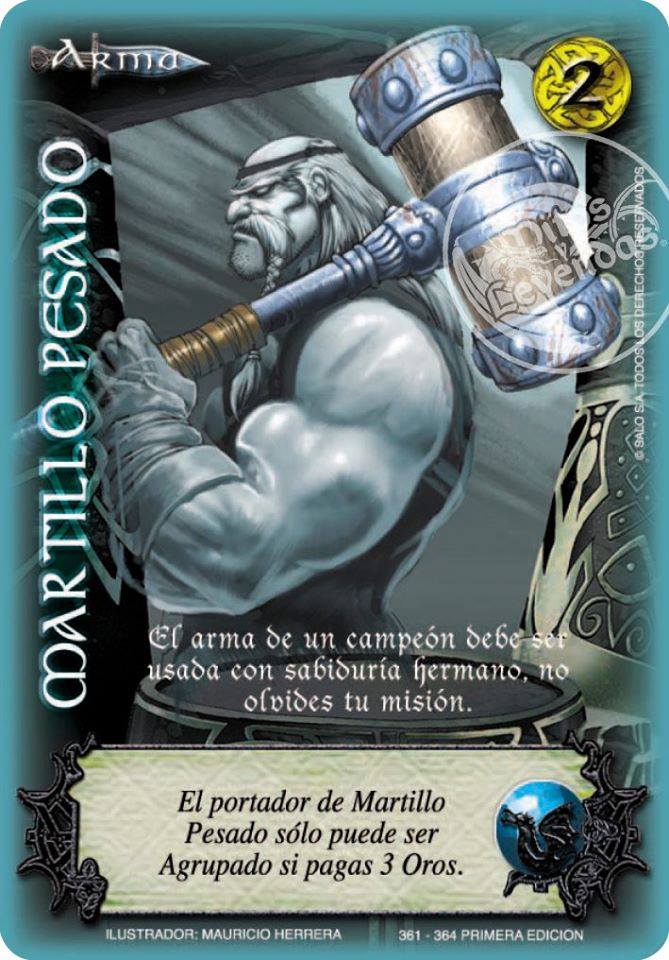 Arma
2
MARTILLO PESADO
Mitos
y
Leyendas
© SALO S.A. TODOS LOS DERECHOS RESERVADOS
El arma de un campeón debe ser
usada con sabiduría hermano, no
olvides tu misión.
El portador de Martillo
Pesado sólo puede ser
Agrupado si pagas 3 Oros.
ILUSTRADOR: MAURICIO HERRERA 361 - 364 PRIMERA EDICION